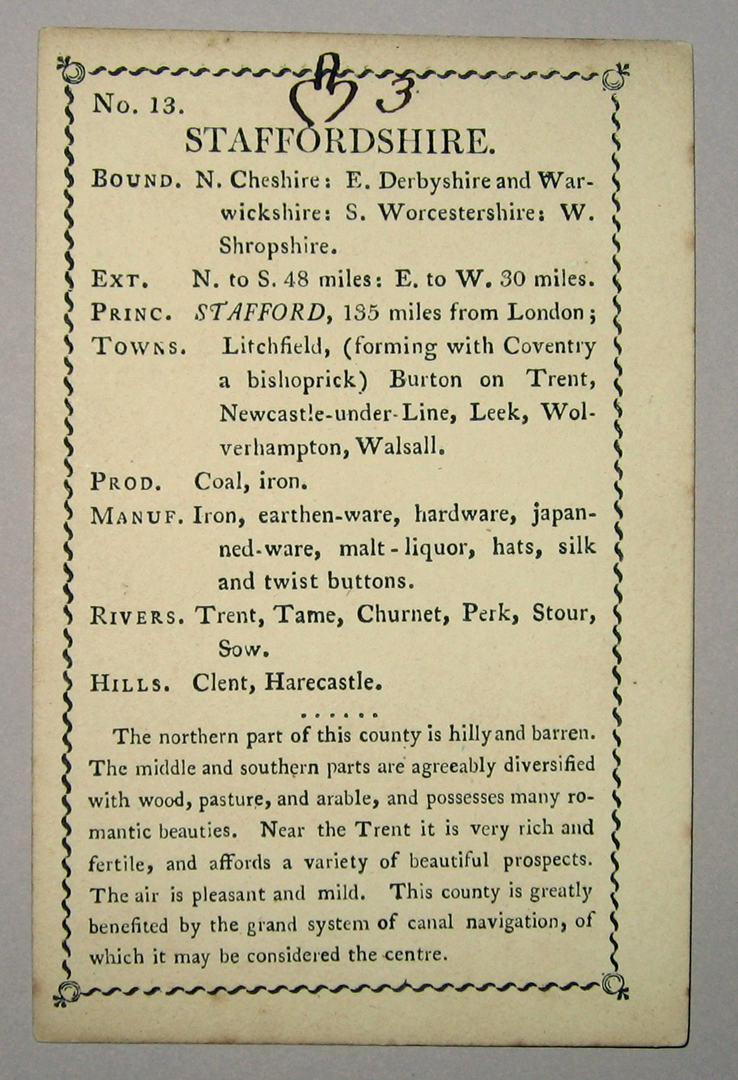 No. 13.
3
STAFFORDSHIRE.
BOUND. N. Cheshire: E. Derbyshire and War-
wickshire: S. Worcestershire: W.
Shropshire.
EXT. N. to S. 48 miles: E. to W. 30 miles.
PRINC. STAFFORD, 135 miles from London;
TOWNS. Litchfield, (forming with Coventry
a bishoprick) Burton on Trent,
Newcastle-under-Line, Leek, Wol-
verhampton, Walsall.
PROD. Coal, iron.
MANUF. Iron, earthen-ware, hardware, japan-
ned-ware, malt-liquor, hats, silk
and twist buttons.
RIVERS. Trent, Tame, Churnet, Perk, Stour,
Sow.
HILLS. Clent, Harecastle.
The northern part of this county is hilly and barren.
The middle and southern parts are agreeably diversified
with wood, pasture, and arable, and possesses many ro-
mantic beauties. Near the Trent it is very rich and
fertile, and affords a variety of beautiful prospects.
The air is pleasant and mild. This county is greatly
benefited by the grand system of canal navigation, of
which it may be considered the centre.